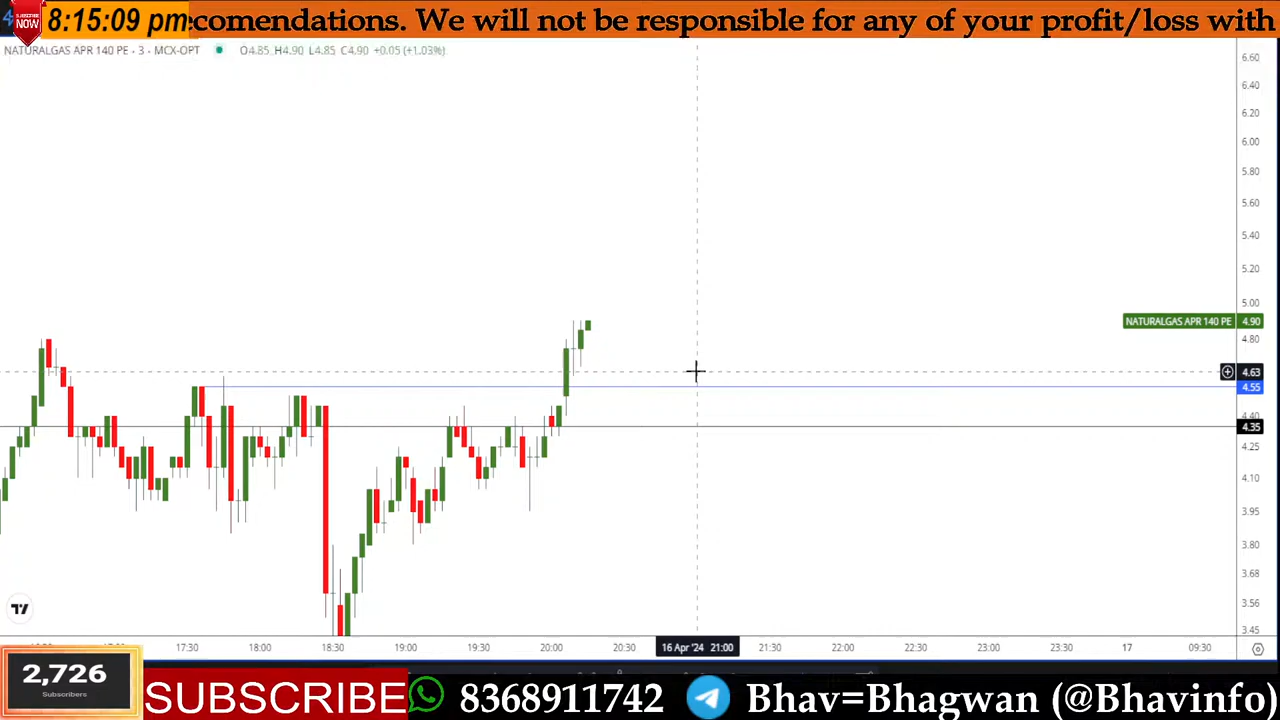 8:15:09 pm
ecomendations. We will not be responsible for any of your profit/loss with
SUBSCRIBE
NOW
NATURALGAS APR 140 PE - 3 - MCX-OPT O4.85 H4.90 L4.85 C4.90 +0.05 (+1.03%)
6.60
6.40
6.20
6.00
5.80
5.60
5.40
5.20
5.00
NATURALGAS APR 140 PE 4.90
4.80
4.63
4.55
4.40
4.35
4.25
4.10
3.95
3.80
3.68
3.56
3.45
17:30 18:00 18:30 19:00 19:30 20:00 20:30 16 Apr '24 21:00 21:30 22:00 22:30 23:00 17 09:30
2,726
Subscribers
SUBSCRIBE 8368911742 Bhav=Bhagwan (@Bhavinfo)